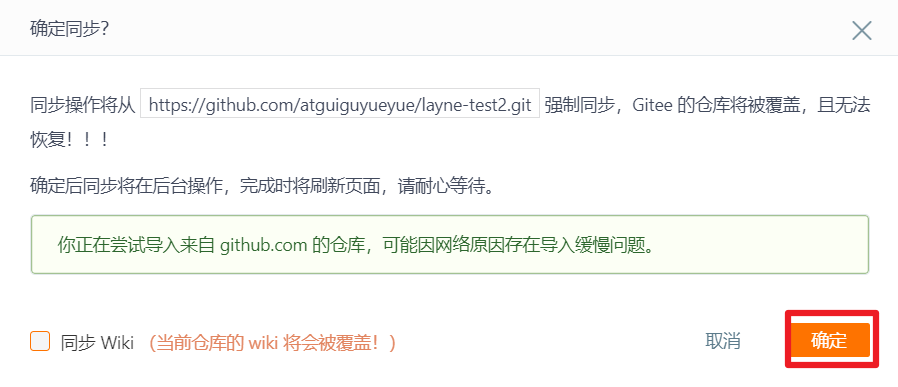 确定同步?
同步操作将从 https://github.com/atguiguyueyue/layne-test2.git 强制同步，Gitee 的仓库将被覆盖，且无法
恢复！！！
确定后同步将在后台操作，完成时将刷新页面，请耐心等待。
你正在尝试导入来自 github.com 的仓库，可能因网络原因存在导入缓慢问题。
同步 Wiki （当前仓库的 wiki 将会被覆盖！） 取消 确定